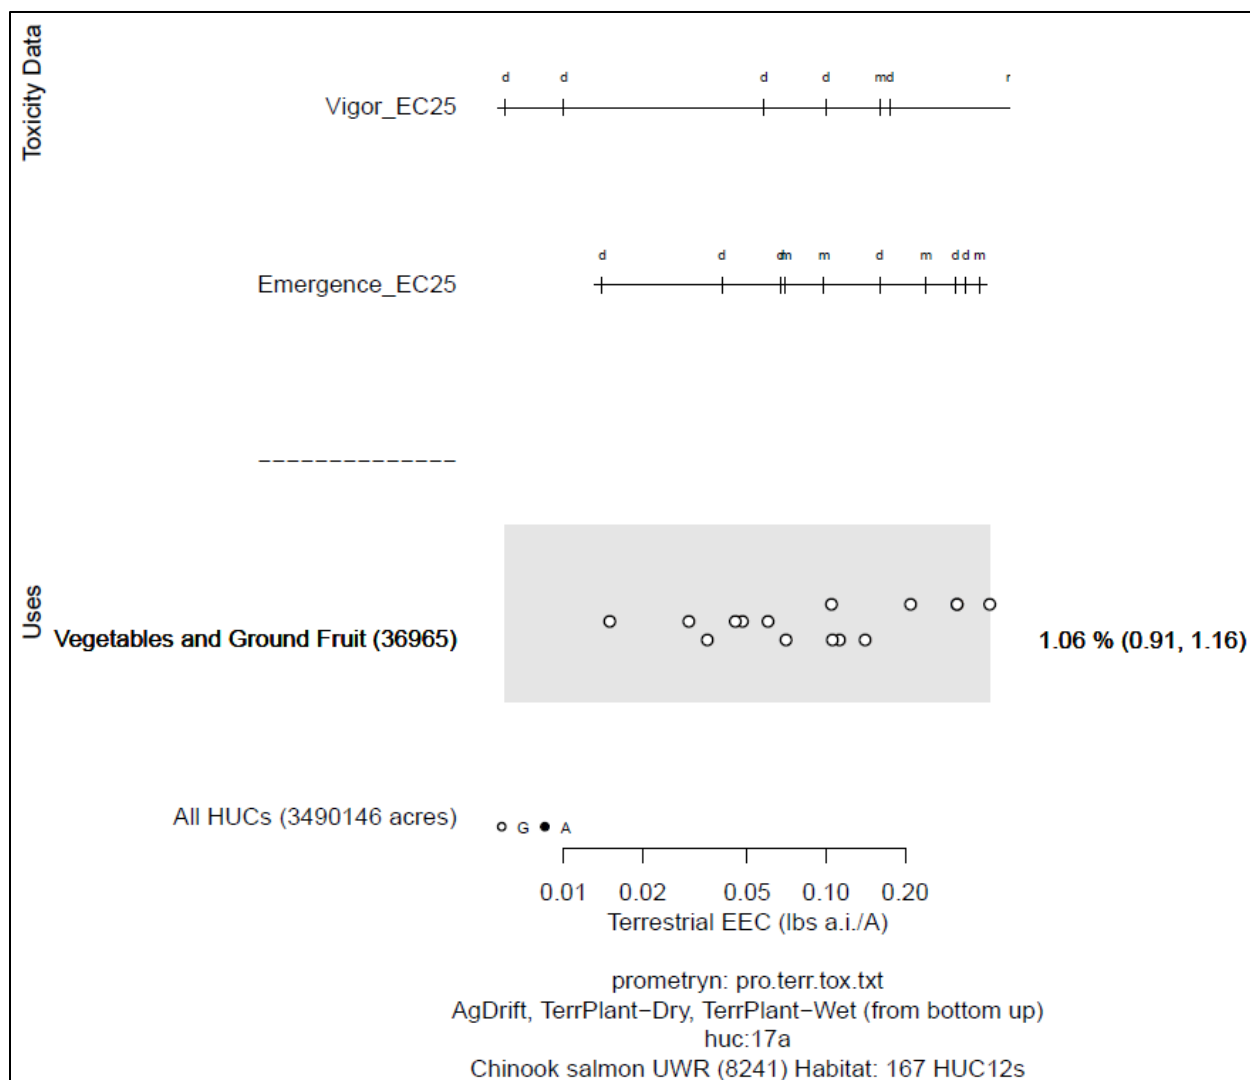 Toxicity Data
d d d d md r
Vigor_EC25
d d dm m d m d d m
Emergence_EC25
--------------
Uses
Vegetables and Ground Fruit (36965) 1.06 % (0.91, 1.16)
All HUCs (3490146 acres)
G A
0.01 0.02 0.05 0.10 0.20
Terrestrial EEC (lbs a.i./A)
prometryn: pro.terr.tox.txt
AgDrift, TerrPlant−Dry, TerrPlant−Wet (from bottom up)
huc:17a
Chinook salmon UWR (8241) Habitat: 167 HUC12s